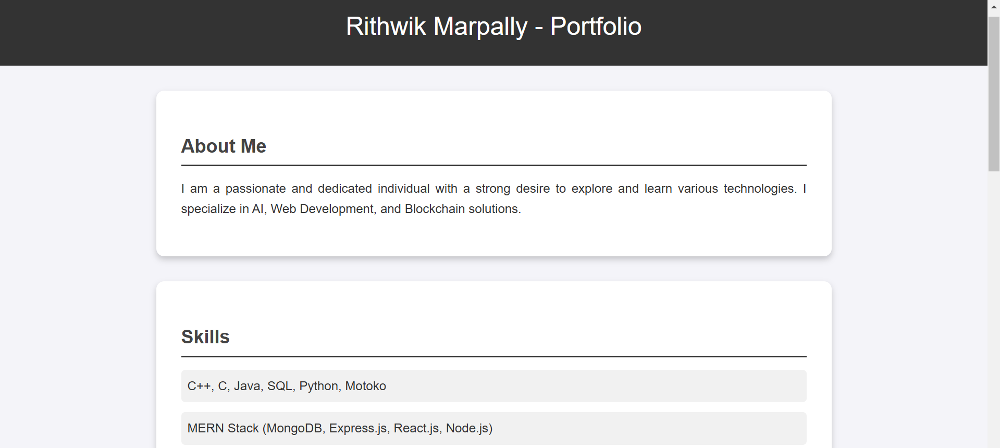 Rithwik Marpally - Portfolio
About Me
I am a passionate and dedicated individual with a strong desire to explore and learn various technologies. I
specialize in AI, Web Development, and Blockchain solutions.
Skills
C++, C, Java, SQL, Python, Motoko
MERN Stack (MongoDB, Express.js, React.js, Node.js)